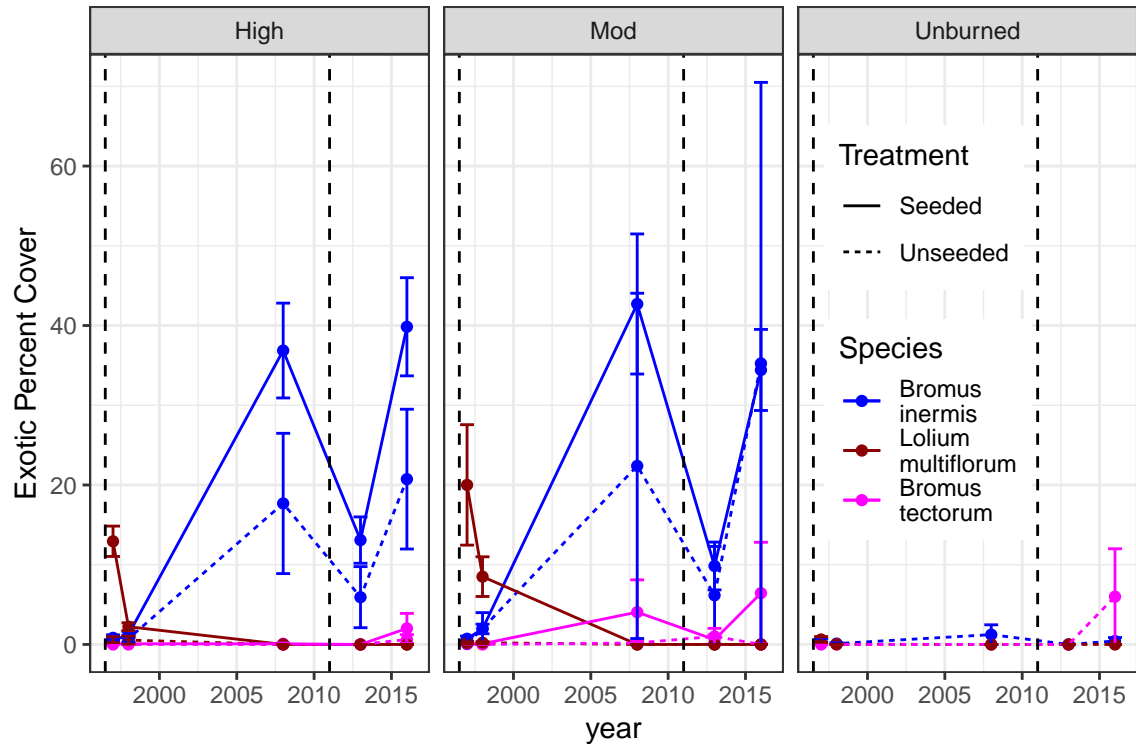 High Mod Unburned
Exotic Percent Cover
60
40
20
0
Treatment
Seeded
Unseeded
Species
Bromus
inermis
Lolium
multiflorum
Bromus
tectorum
2000 2005 2010 2015 2000 2005 2010 2015 2000 2005 2010 2015
year